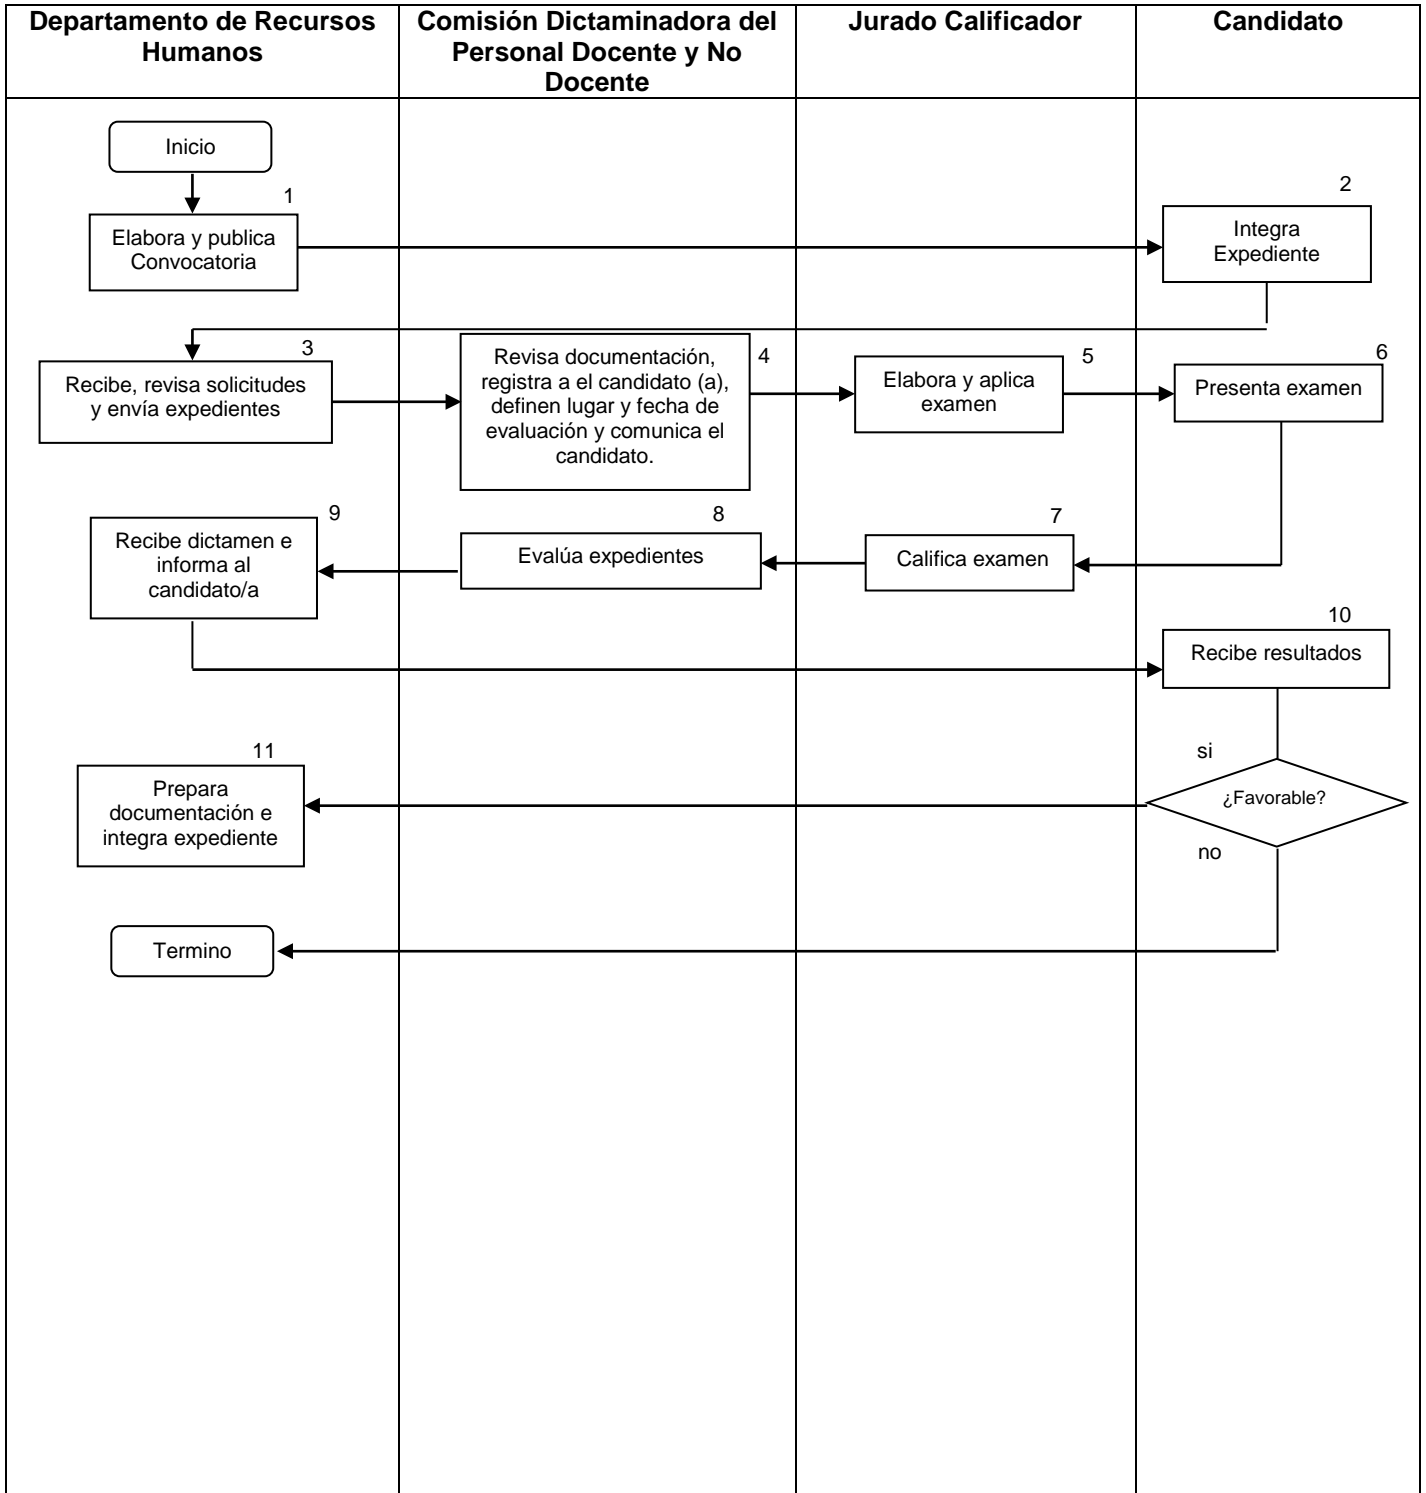 Departamento de Recursos
Humanos
Comisión Dictaminadora del
Personal Docente y No
Docente
Jurado Calificador
Candidato
Inicio
1
Elabora y publica
Convocatoria
2
Integra
Expediente
3
Recibe, revisa solicitudes
y envía expedientes
4
Revisa documentación,
registra a el candidato (a),
definen lugar y fecha de
evaluación y comunica el
candidato.
5
Elabora y aplica
examen
6
Presenta examen
7
Califica examen
8
Evalúa expedientes
9
Recibe dictamen e
informa al
candidato/a
10
Recibe resultados
si
¿Favorable?
no
11
Prepara
documentación e
integra expediente
Termino